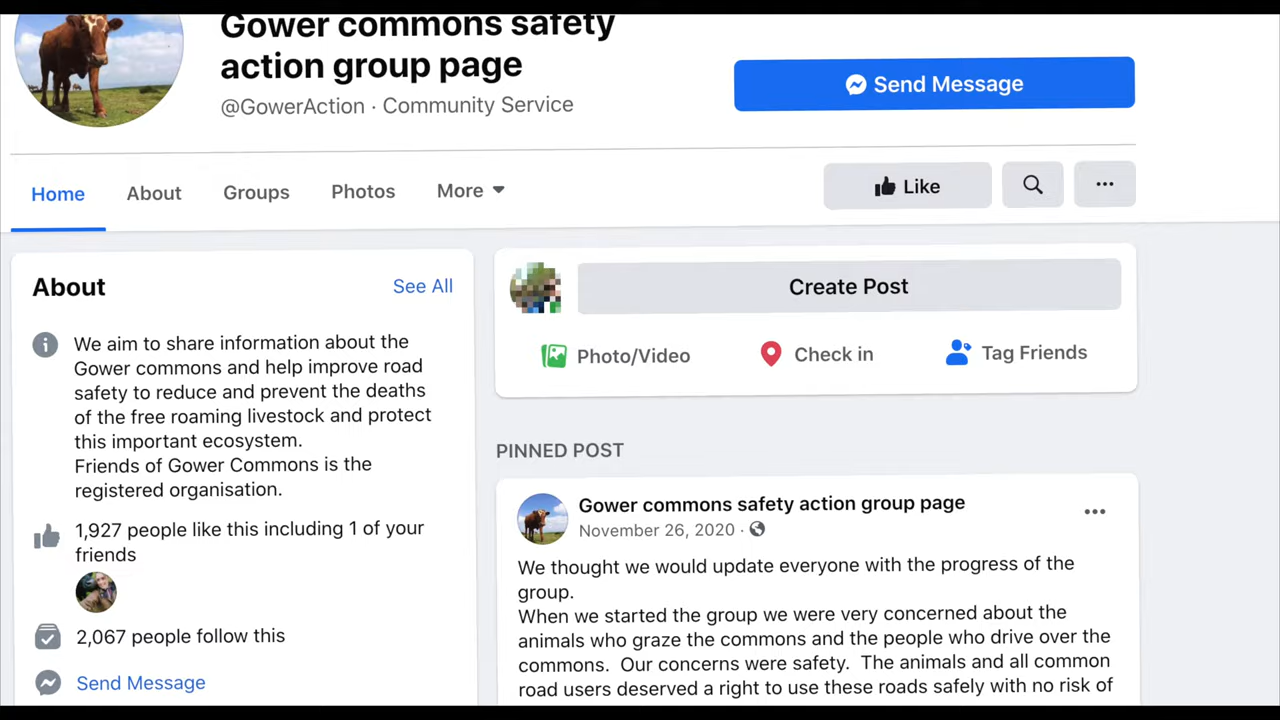 Gower commons safety
action group page
@GowerAction · Community Service
Send Message
Home
About
Groups
Photos
More
Like
About
See All
We aim to share information about the
Gower commons and help improve road
safety to reduce and prevent the deaths
of the free roaming livestock and protect
this important ecosystem.
Friends of Gower Commons is the
registered organisation.
1,927 people like this including 1 of your
friends
2,067 people follow this
Send Message
Create Post
Photo/Video
Check in
Tag Friends
PINNED POST
Gower commons safety action group page
November 26, 2020 ·
We thought we would update everyone with the progress of the
group.
When we started the group we were very concerned about the
animals who graze the commons and the people who drive over the
commons.  Our concerns were safety.  The animals and all common
road users deserved a right to use these roads safely with no risk of